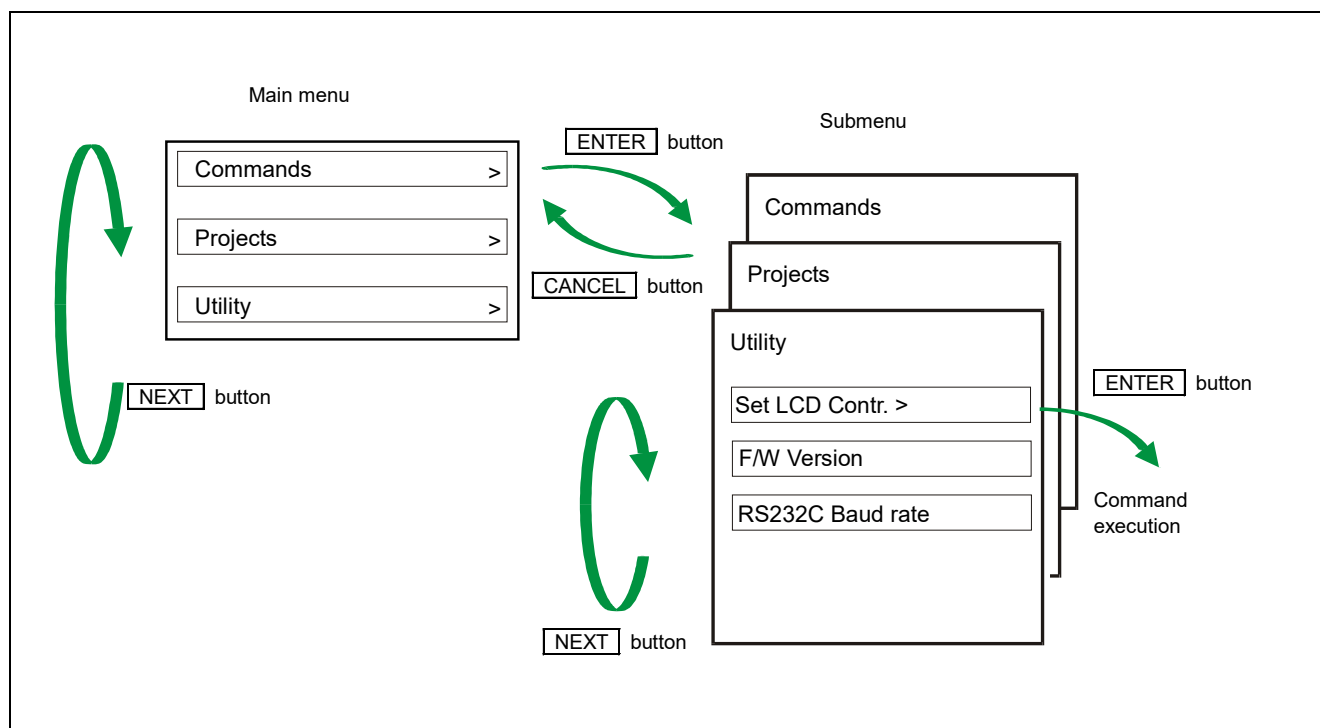 Main menu
Commands >
Projects >
Utility >
NEXT button
ENTER button
CANCEL button
Submenu
Commands
Projects
Utility
Set LCD Contr. >
F/W Version
RS232C Baud rate
NEXT button
ENTER button
Command
execution